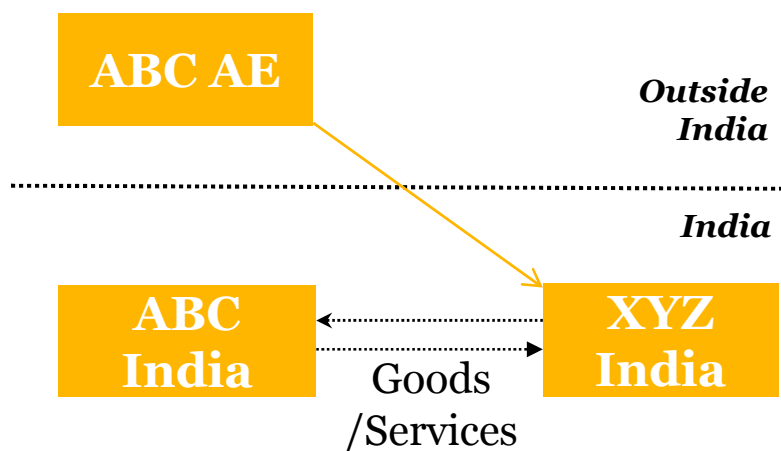 ABC AE
Outside
India
India
ABC
India
XYZ
India
Goods
/Services